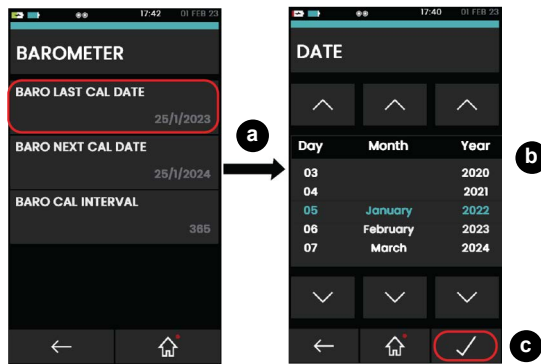 17:42 01 FEB 23
BAROMETER
BARO LAST CAL DATE
25/1/2023
BARO NEXT CAL DATE
25/1/2024
BARO CAL INTERVAL
365
a
17:40 01 FEB 23
DATE
Day Month Year
03 2020
04 2021
05 January 2022
06 February 2023
07 March 2024
b
c